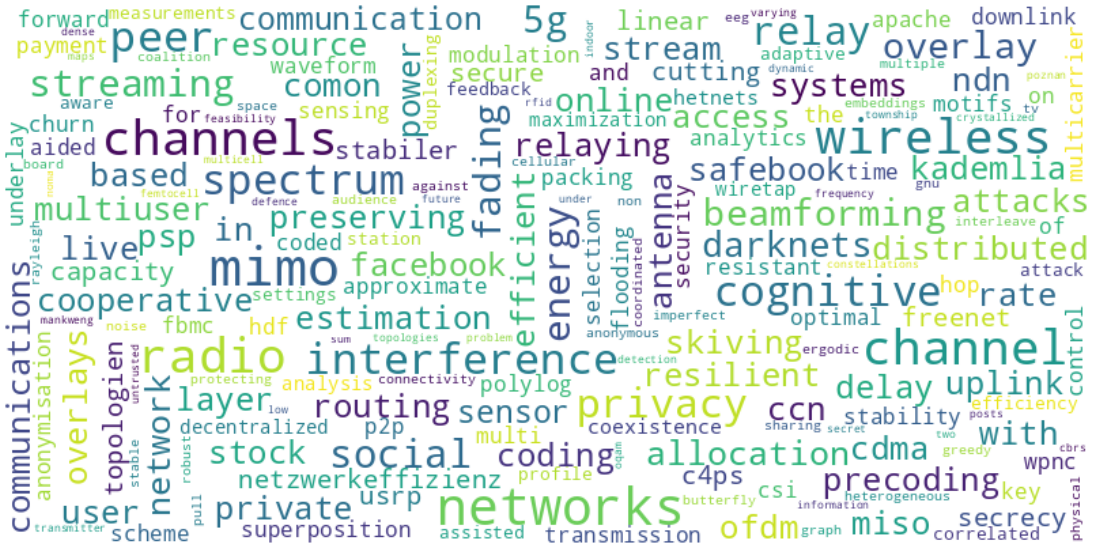 forward measurements communication 5g linear apache downlink
dense payment peer resource stream and relay overlay
maps coalition waveform power duplexing modulation secure feedback indoor eeg varying adaptive multiple dynamic multicarrier
streaming comon cutting systems ndn on poznan
aware space sensing online hetnets access the embeddings motifs tv
churn for feasibility maximization analytics township crystallized
underlay aided channels stabiler fading relaying rfid wireless
board multicell cellular packing safebook time kademlia
based spectrum against efficient antenna wiretap frequency gnu
noma femtocell defence audience future under non security beamforming attacks
multiuser preserving energy selection flooding coordinated interleave of
rayleigh live psp in coded station darknets distributed
capacity mimo facebook resistant constellations attack
communications cooperative settings approximate imperfect cognitive hop rate
mankweng noise fbmc hdf estimation anonymous optimal freenet control
sum topologies problem skiving ergodic
anonymisation overlays topologien untrusted radio interference detection channel
protecting analysis connectivity polylog resilient delay uplink
network layer low routing sensor privacy ccn stability efficiency
stable robust decentralized p2p coexistence sharing secret posts
stock social multi coding oqam allocation two greedy with cbrs
netzwerkeffizienz profile c4ps cdma wpnc
pull user private usrp networks butterfly csi precoding key physical
information heterogeneous
transmitter scheme superposition assisted transmission graph ofdm miso secrecy correlated